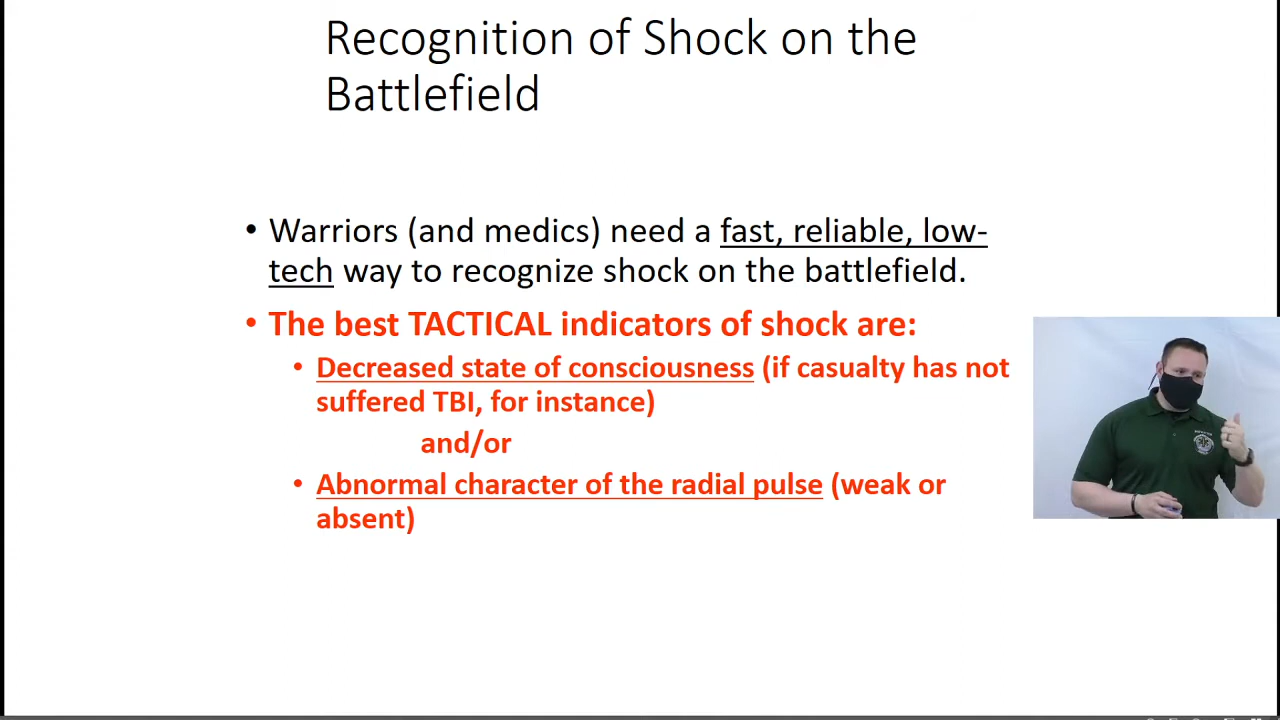 Recognition of Shock on the
Battlefield
• Warriors (and medics) need a fast, reliable, low-
tech way to recognize shock on the battlefield.
• The best TACTICAL indicators of shock are:
• Decreased state of consciousness (if casualty has not
suffered TBI, for instance)
and/or
• Abnormal character of the radial pulse (weak or
absent)